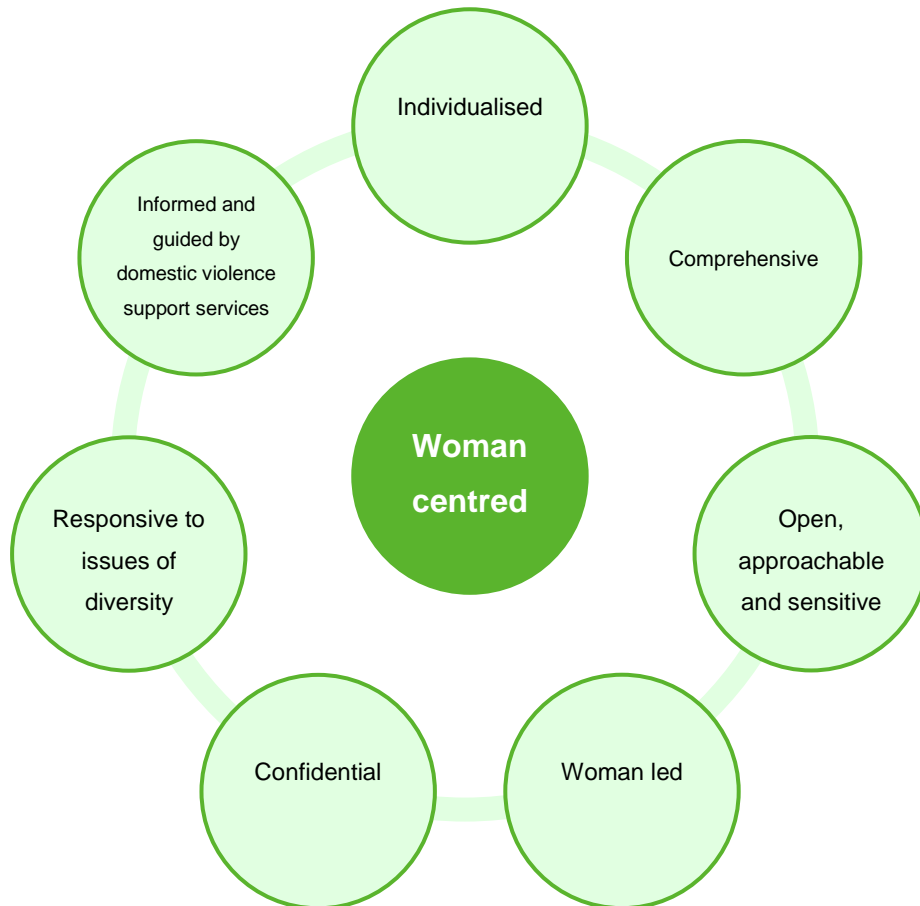 Individualised
Comprehensive
Open,
approachable
and sensitive
Woman led
Confidential
Responsive to
issues of
diversity
Informed and
guided by
domestic violence
support services
Woman
centred